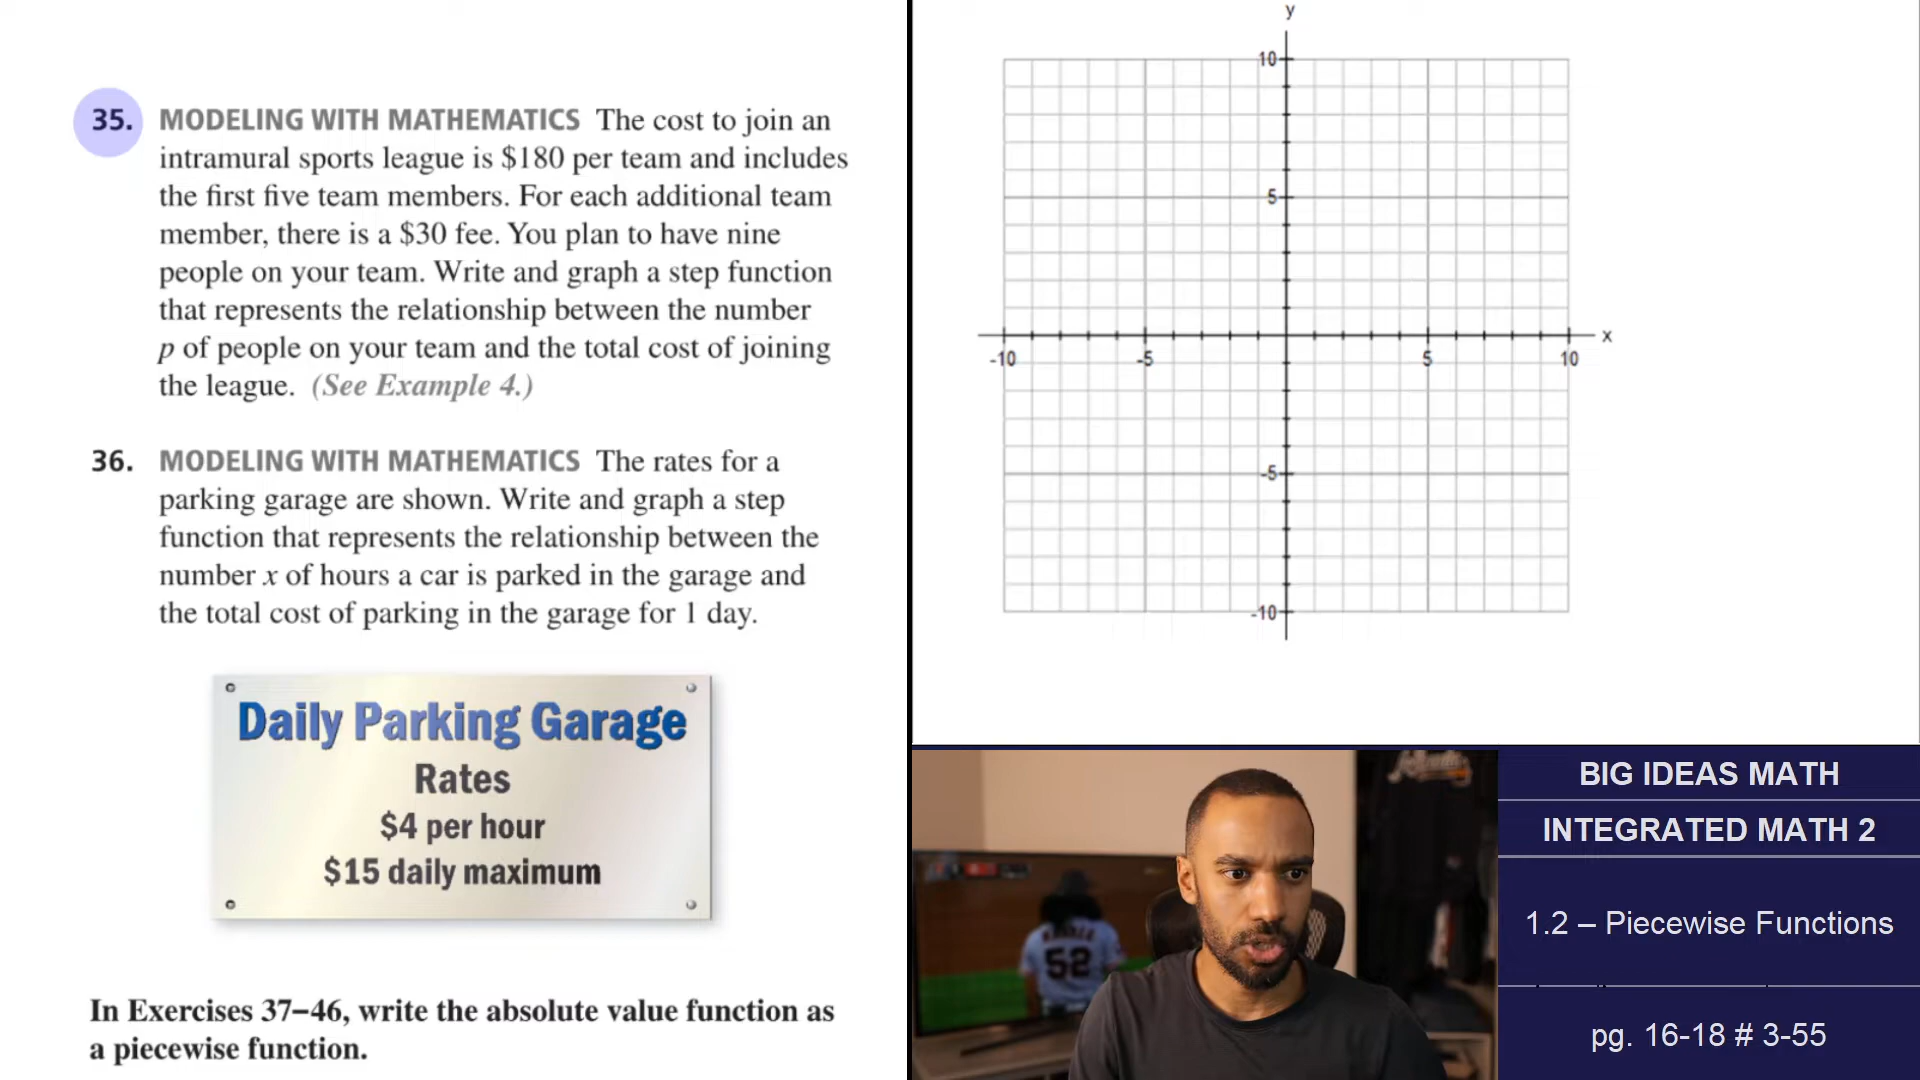 35. MODELING WITH MATHEMATICS The cost to join an
intramural sports league is $180 per team and includes
the first five team members. For each additional team
member, there is a $30 fee. You plan to have nine
people on your team. Write and graph a step function
that represents the relationship between the number
p of people on your team and the total cost of joining
the league. (See Example 4.)
36. MODELING WITH MATHEMATICS The rates for a
parking garage are shown. Write and graph a step
function that represents the relationship between the
number x of hours a car is parked in the garage and
the total cost of parking in the garage for 1 day.
Daily Parking Garage
Rates
$4 per hour
$15 daily maximum
In Exercises 37–46, write the absolute value function as
a piecewise function.
y
10
5
x
-10
-5
5
10
-5
-10
52
BIG IDEAS MATH
INTEGRATED MATH 2
1.2 – Piecewise Functions
pg. 16-18 # 3-55